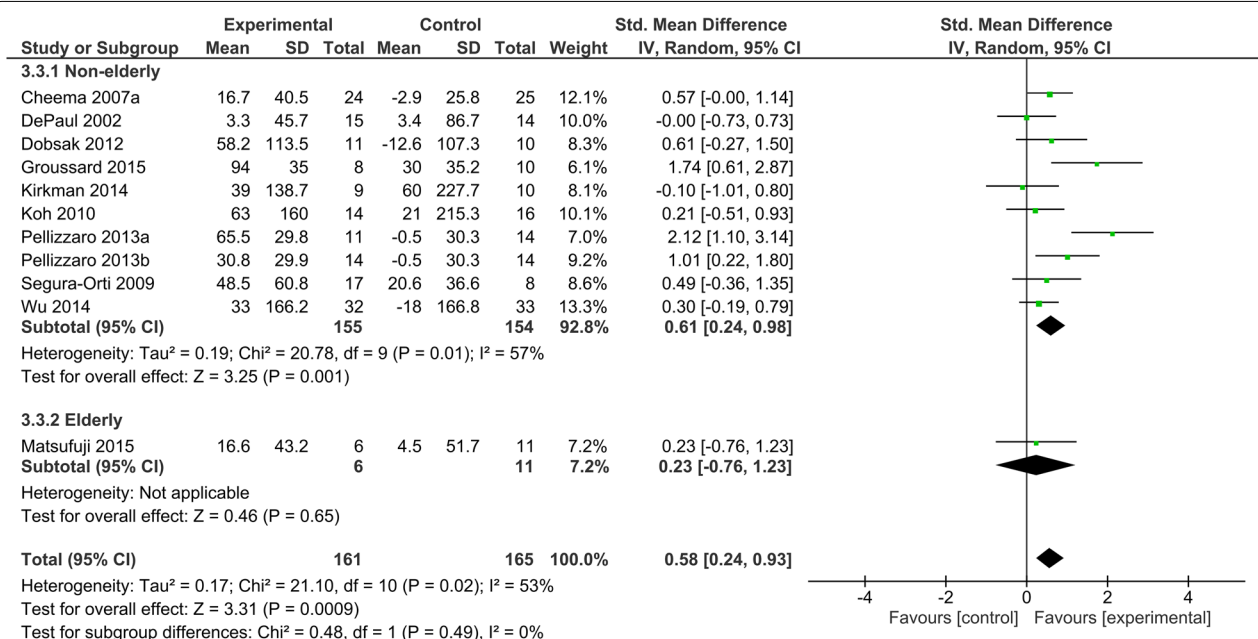 Experimental Control Std. Mean Difference Std. Mean Difference
Study or Subgroup Mean SD Total Mean SD Total Weight IV, Random, 95% CI IV, Random, 95% CI
3.3.1 Non-elderly
Cheema 2007a 16.7 40.5 24 -2.9 25.8 25 12.1% 0.57 [-0.00, 1.14]
DePaul 2002 3.3 45.7 15 3.4 86.7 14 10.0% -0.00 [-0.73, 0.73]
Dobsak 2012 58.2 113.5 11 -12.6 107.3 10 8.3% 0.61 [-0.27, 1.50]
Groussard 2015 94 35 8 30 35.2 10 6.1% 1.74 [0.61, 2.87]
Kirkman 2014 39 138.7 9 60 227.7 10 8.1% -0.10 [-1.01, 0.80]
Koh 2010 63 160 14 21 215.3 16 10.1% 0.21 [-0.51, 0.93]
Pellizzaro 2013a 65.5 29.8 11 -0.5 30.3 14 7.0% 2.12 [1.10, 3.14]
Pellizzaro 2013b 30.8 29.9 14 -0.5 30.3 14 9.2% 1.01 [0.22, 1.80]
Segura-Orti 2009 48.5 60.8 17 20.6 36.6 8 8.6% 0.49 [-0.36, 1.35]
Wu 2014 33 166.2 32 -18 166.8 33 13.3% 0.30 [-0.19, 0.79]
Subtotal (95% CI) 155 154 92.8% 0.61 [0.24, 0.98]
Heterogeneity: Tau² = 0.19; Chi² = 20.78, df = 9 (P = 0.01); I² = 57%
Test for overall effect: Z = 3.25 (P = 0.001)
3.3.2 Elderly
Matsufuji 2015 16.6 43.2 6 4.5 51.7 11 7.2% 0.23 [-0.76, 1.23]
Subtotal (95% CI) 6 11 7.2% 0.23 [-0.76, 1.23]
Heterogeneity: Not applicable
Test for overall effect: Z = 0.46 (P = 0.65)
Total (95% CI) 161 165 100.0% 0.58 [0.24, 0.93]
Heterogeneity: Tau² = 0.17; Chi² = 21.10, df = 10 (P = 0.02); I² = 53%
Test for overall effect: Z = 3.31 (P = 0.0009)
Test for subgroup differences: Chi² = 0.48, df = 1 (P = 0.49), I² = 0%
-4 -2 0 2 4
Favours [control] Favours [experimental]